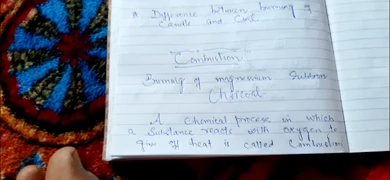 * Difference between burning of
Candle and Coal.
Combustion
Burning of magnesium
Charcoal
A Chemical process in which
a Substance reacts with oxygen to
give off heat is called Combustion